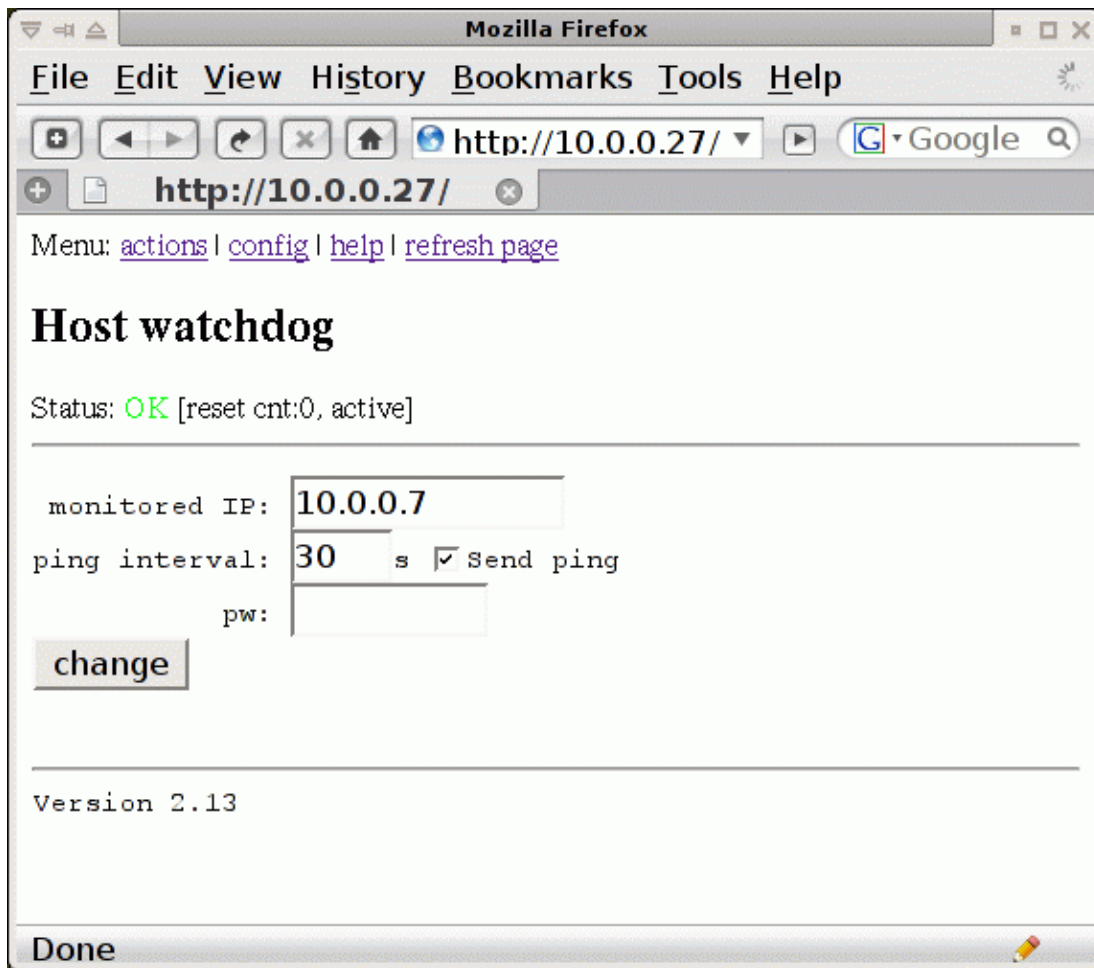 Mozilla Firefox
File Edit View History Bookmarks Tools Help
http://10.0.0.27/ G Google
http://10.0.0.27/
Menu: actions | config | help | refresh page
Host watchdog
Status: OK [reset cnt:0, active]
monitored IP: 10.0.0.7
ping interval: 30 s Send ping
pw:
change
Version 2.13
Done